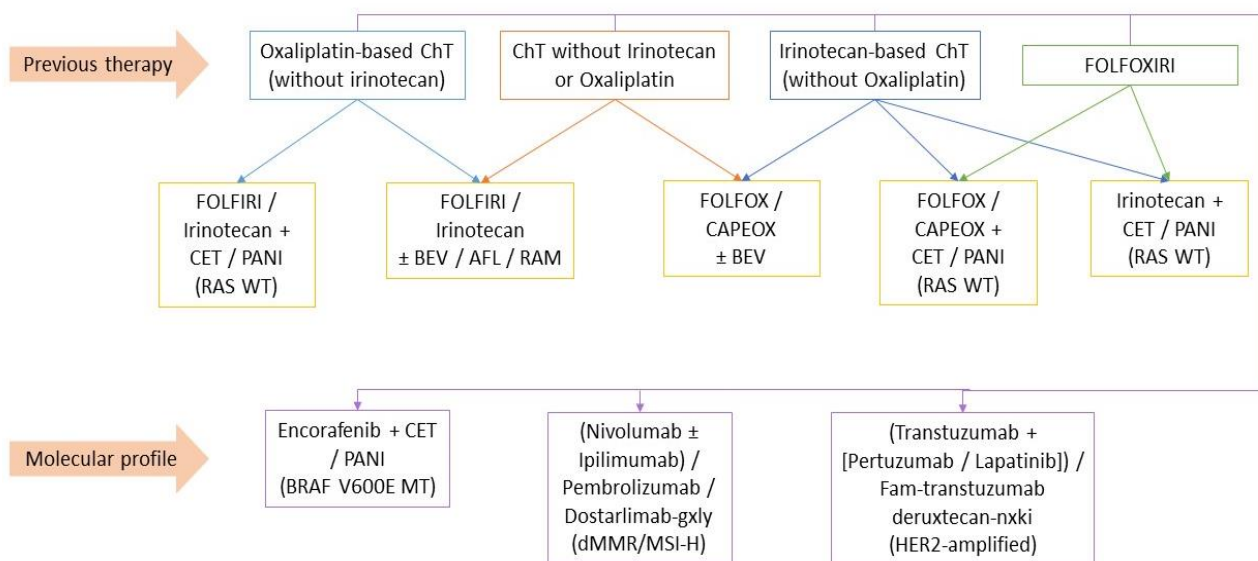 Previous therapy
Oxaliplatin-based ChT
(without irinotecan)
ChT without Irinotecan
or Oxaliplatin
Irinotecan-based ChT
(without Oxaliplatin)
FOLFOXIRI
FOLFIRI /
Irinotecan +
CET / PANI
(RAS WT)
FOLFIRI /
Irinotecan
± BEV / AFL / RAM
FOLFOX /
CAPEOX
± BEV
FOLFOX /
CAPEOX +
CET / PANI
(RAS WT)
Irinotecan +
CET / PANI
(RAS WT)
Molecular profile
Encorafenib + CET
/ PANI
(BRAF V600E MT)
(Nivolumab ±
Ipilimumab) /
Pembrolizumab /
Dostarlimab-gxly
(dMMR/MSI-H)
(Transtuzumab +
[Pertuzumab / Lapatinib]) /
Fam-transtuzumab
deruxtecan-nxki
(HER2-amplified)